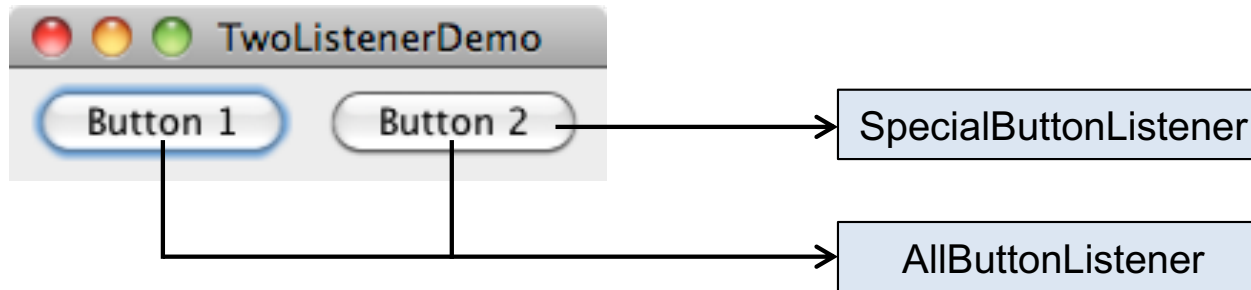 TwoListenerDemo
Button 1
Button 2
SpecialButtonListener
AllButtonListener